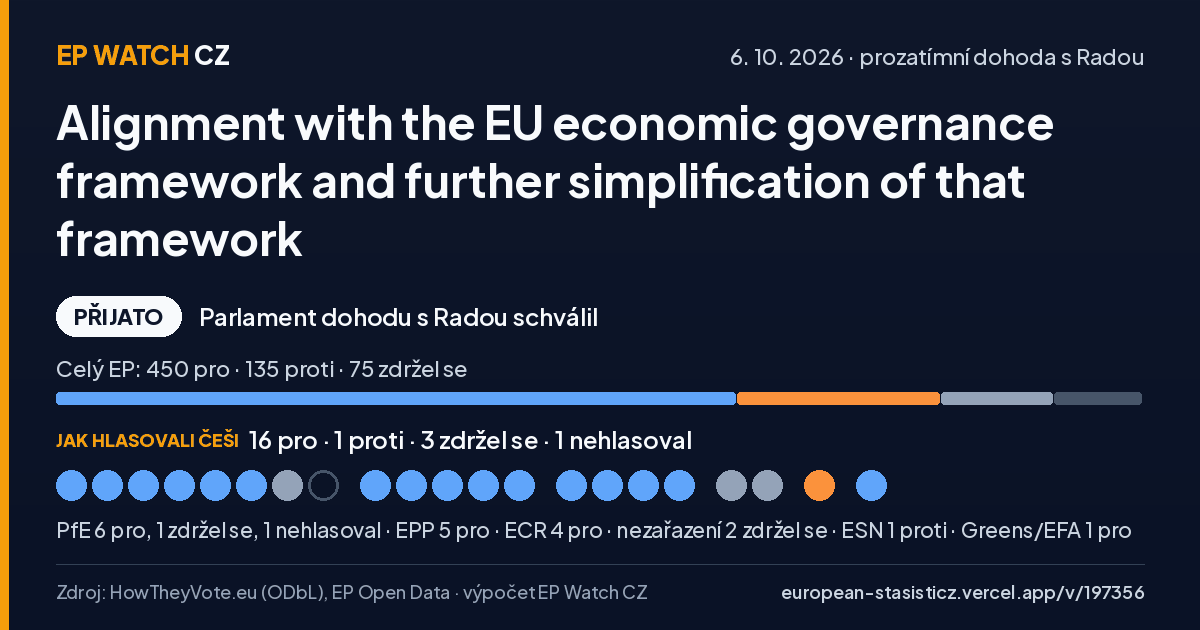 EP WATCH CZ
6. 10. 2026 · prozatímní dohoda s Radou
Alignment with the EU economic governance
framework and further simplification of that
framework
PŘIJATO
Parlament dohodu s Radou schválil
Celý EP: 450 pro · 135 proti · 75 zdržel se
JAK HLASOVALI ČEŠI 16 pro · 1 proti · 3 zdržel se · 1 nehlasoval
PfE 6 pro, 1 zdržel se, 1 nehlasoval · EPP 5 pro · ECR 4 pro · nezařazení 2 zdržel se · ESN 1 proti · Greens/EFA 1 pro
Zdroj: HowTheyVote.eu (ODbL), EP Open Data · výpočet EP Watch CZ
european-stasisticz.vercel.app/v/197356